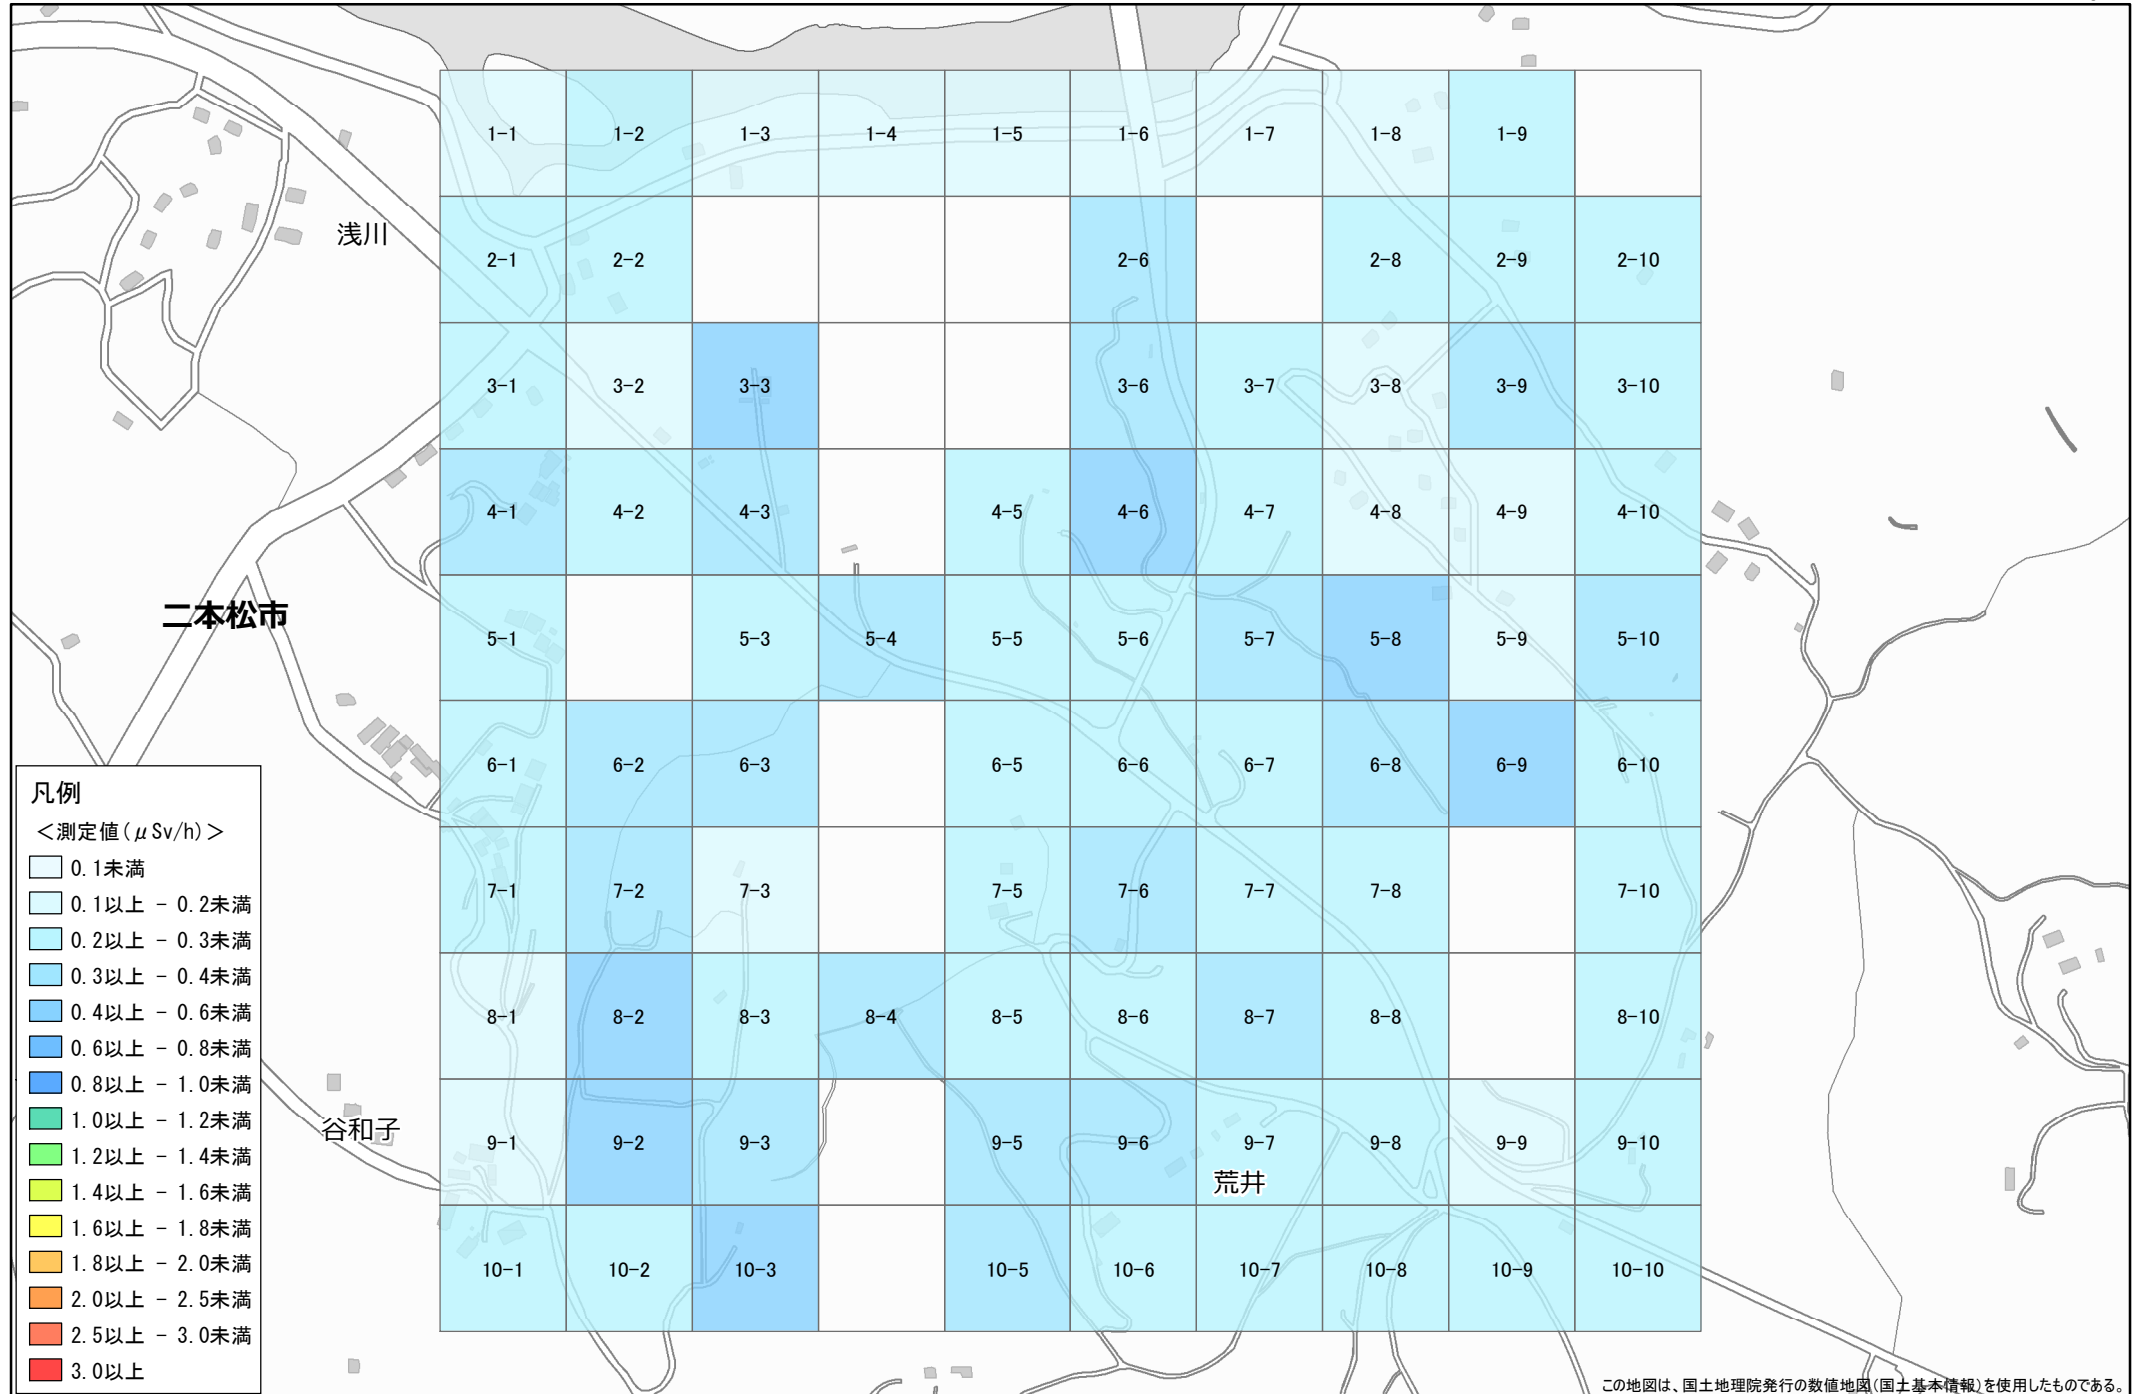 1-1 1-2 1-3 1-4 1-5 1-6 1-7 1-8 1-9
浅川
2-1 2-2 2-6 2-8 2-9 2-10
3-1 3-2 3-3 3-6 3-7 3-8 3-9 3-10
4-1 4-2 4-3 4-5 4-6 4-7 4-8 4-9 4-10
二本松市
5-1 5-3 5-4 5-5 5-6 5-7 5-8 5-9 5-10
6-1 6-2 6-3 6-5 6-6 6-7 6-8 6-9 6-10
7-1 7-2 7-3 7-5 7-6 7-7 7-8 7-10
8-1 8-2 8-3 8-4 8-5 8-6 8-7 8-8 8-10
谷和子
9-1 9-2 9-3 9-5 9-6 9-7 9-8 9-9 9-10
荒井
10-1 10-2 10-3 10-5 10-6 10-7 10-8 10-9 10-10
凡例
＜測定値(μSv/h)＞
0.1未満
0.1以上 - 0.2未満
0.2以上 - 0.3未満
0.3以上 - 0.4未満
0.4以上 - 0.6未満
0.6以上 - 0.8未満
0.8以上 - 1.0未満
1.0以上 - 1.2未満
1.2以上 - 1.4未満
1.4以上 - 1.6未満
1.6以上 - 1.8未満
1.8以上 - 2.0未満
2.0以上 - 2.5未満
2.5以上 - 3.0未満
3.0以上
この地図は、国土地理院発行の数値地図(国土基本情報)を使用したものである。